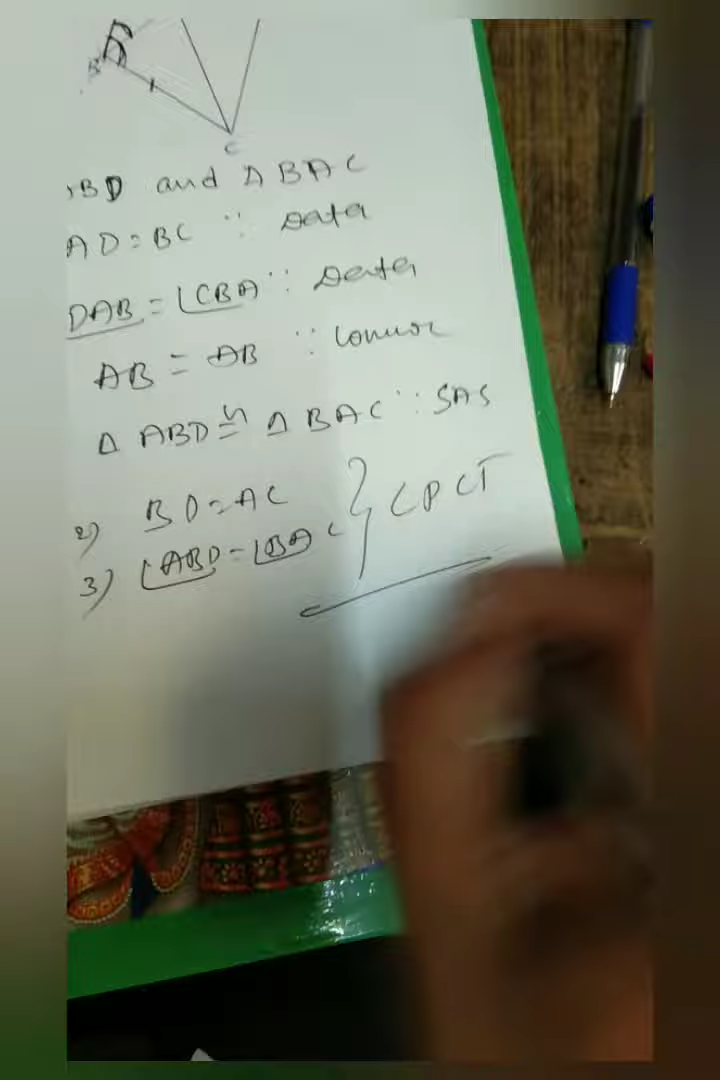 B
C
ABD and Δ BAC
AD = BC ∵ Data
DAB = ∠CBA ∵ Data
AB = AB ∵ Common
Δ ABD ≅ Δ BAC ∵ SAS
2) BD = AC
3) ∠ABD = ∠BAC } CPCT